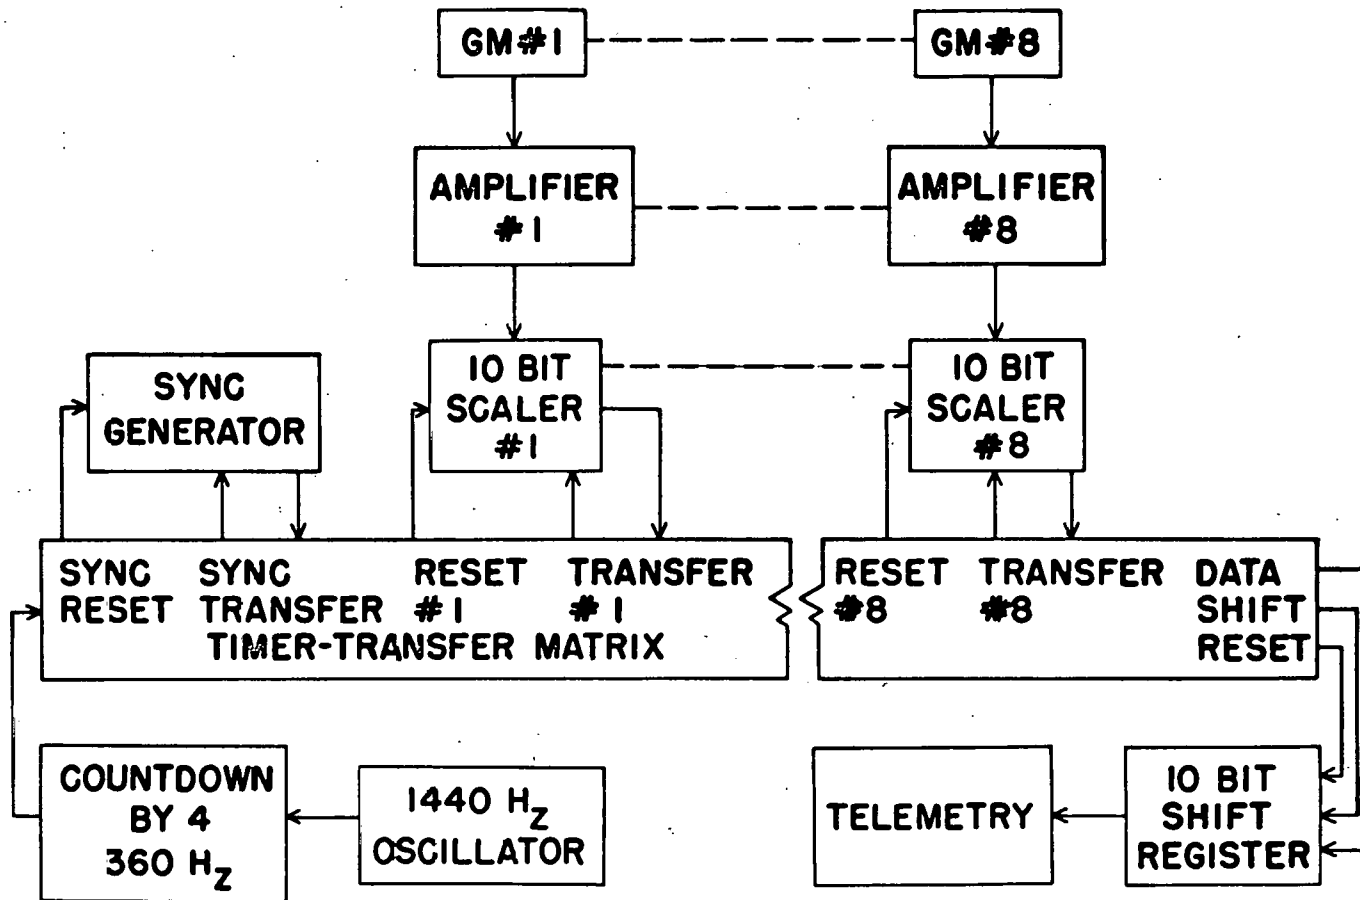 GM#1
GM#8
AMPLIFIER
#1
AMPLIFIER
#8
SYNC
GENERATOR
10 BIT
SCALER
#1
10 BIT
SCALER
#8
SYNC
RESET
SYNC
TRANSFER
RESET
#1
TRANSFER
#1
TIMER-TRANSFER MATRIX
RESET
#8
TRANSFER
#8
DATA
SHIFT
RESET
COUNTDOWN
BY 4
360 HZ
1440 HZ
OSCILLATOR
TELEMETRY
10 BIT
SHIFT
REGISTER